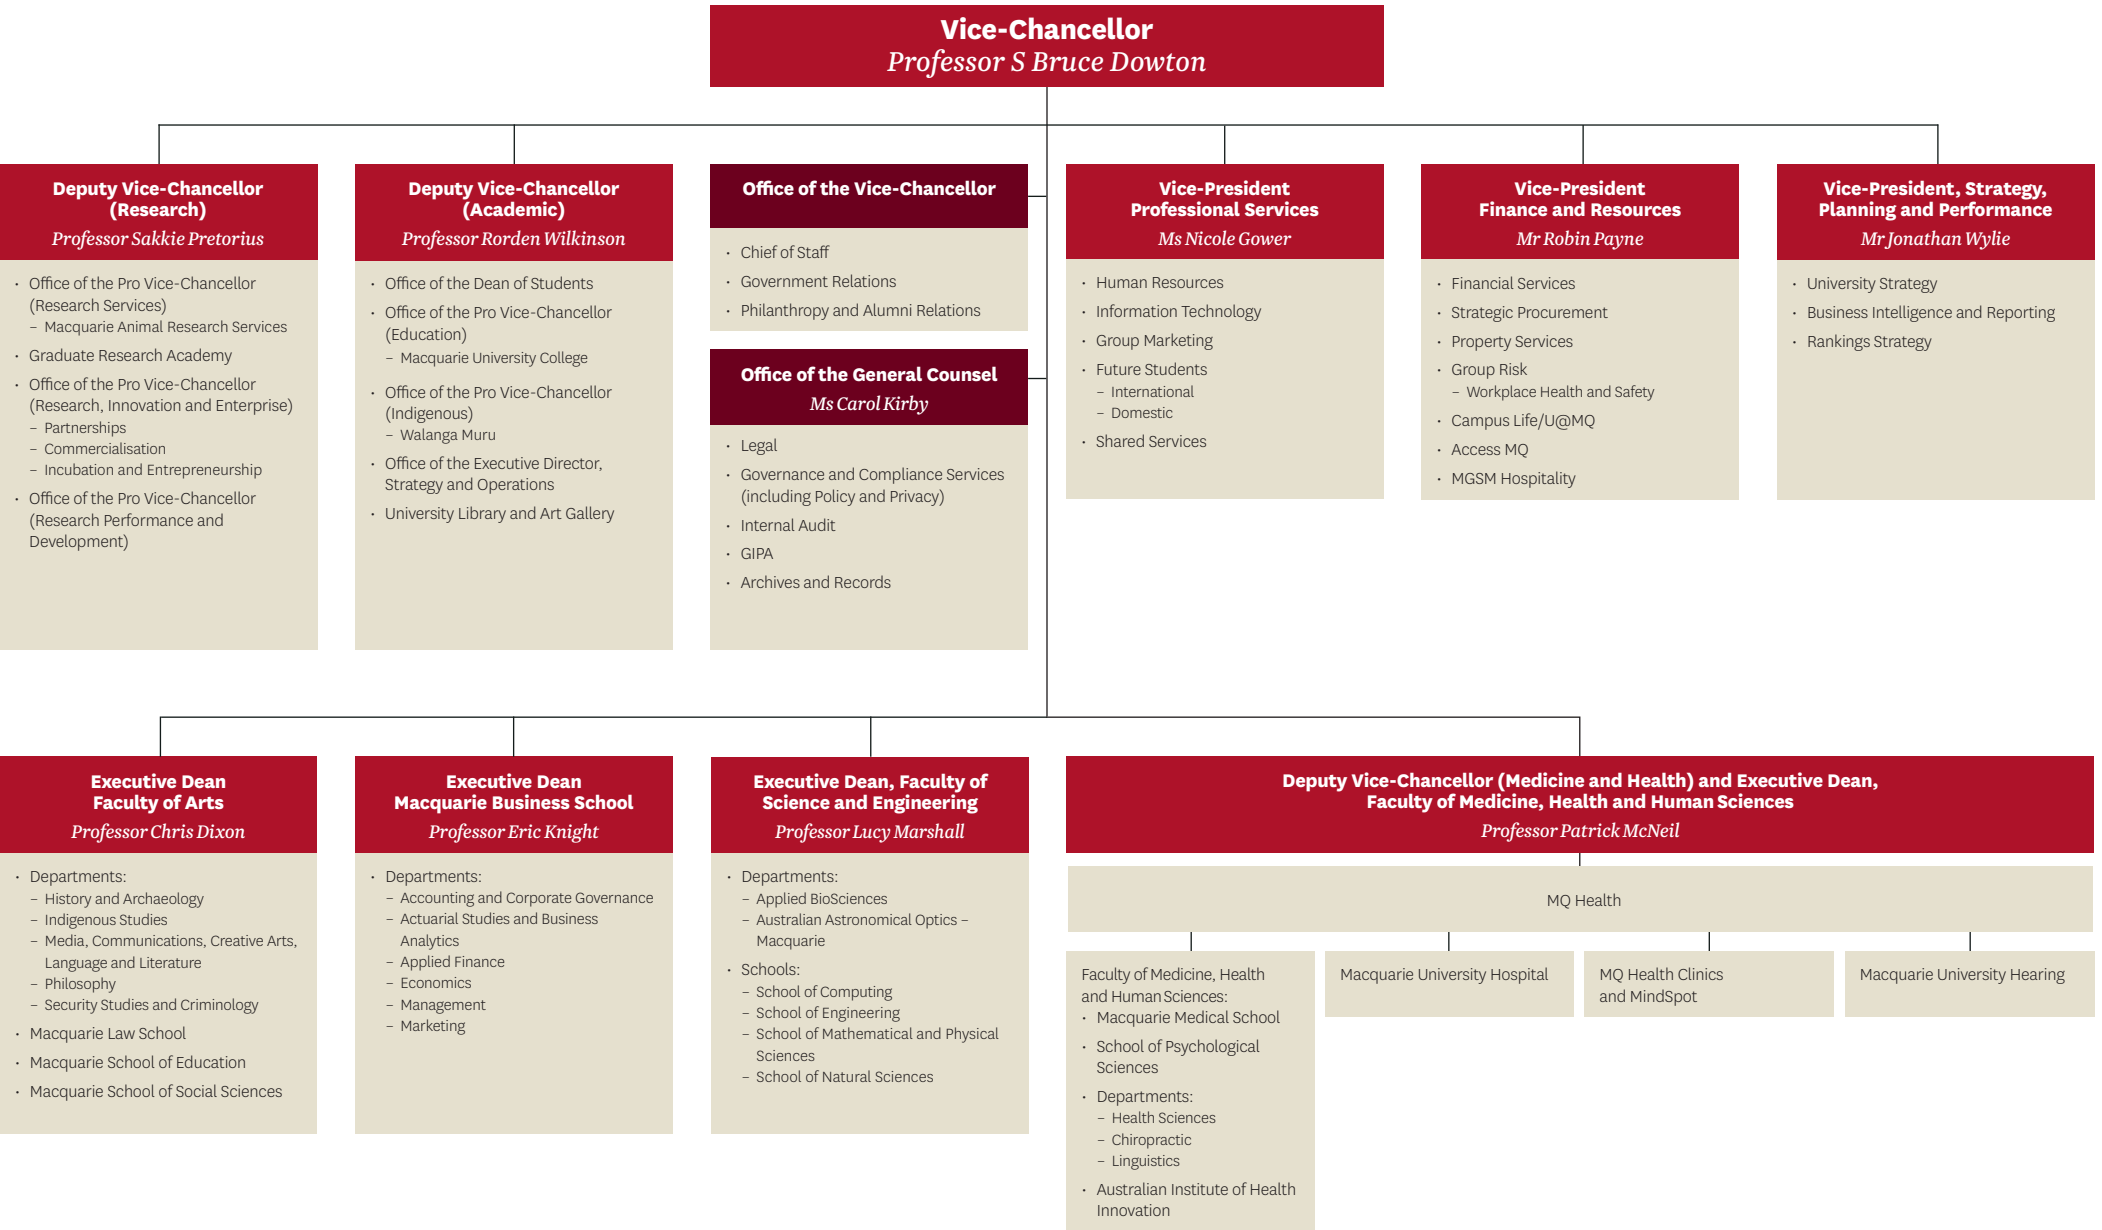 Vice-Chancellor
Professor S Bruce Dowton
Deputy Vice-Chancellor
(Research)
Professor Sakkie Pretorius
· Office of the Pro Vice-Chancellor
(Research Services)
– Macquarie Animal Research Services
· Graduate Research Academy
· Office of the Pro Vice-Chancellor
(Research, Innovation and Enterprise)
– Partnerships
– Commercialisation
– Incubation and Entrepreneurship
· Office of the Pro Vice-Chancellor
(Research Performance and
Development)
Deputy Vice-Chancellor
(Academic)
Professor Rorden Wilkinson
· Office of the Dean of Students
· Office of the Pro Vice-Chancellor
(Education)
– Macquarie University College
· Office of the Pro Vice-Chancellor
(Indigenous)
– Walanga Muru
· Office of the Executive Director,
Strategy and Operations
· University Library and Art Gallery
Office of the Vice-Chancellor
· Chief of Staff
· Government Relations
· Philanthropy and Alumni Relations
Office of the General Counsel
Ms Carol Kirby
· Legal
· Governance and Compliance Services
(including Policy and Privacy)
· Internal Audit
· GIPA
· Archives and Records
Vice-President
Professional Services
Ms Nicole Gower
· Human Resources
· Information Technology
· Group Marketing
· Future Students
– International
– Domestic
· Shared Services
Vice-President
Finance and Resources
Mr Robin Payne
· Financial Services
· Strategic Procurement
· Property Services
· Group Risk
– Workplace Health and Safety
· Campus Life/U@MQ
· Access MQ
· MGSM Hospitality
Vice-President, Strategy,
Planning and Performance
Mr Jonathan Wylie
· University Strategy
· Business Intelligence and Reporting
· Rankings Strategy
Executive Dean
Faculty of Arts
Professor Chris Dixon
· Departments:
– History and Archaeology
– Indigenous Studies
– Media, Communications, Creative Arts,
Language and Literature
– Philosophy
– Security Studies and Criminology
· Macquarie Law School
· Macquarie School of Education
· Macquarie School of Social Sciences
Executive Dean
Macquarie Business School
Professor Eric Knight
· Departments:
– Accounting and Corporate Governance
– Actuarial Studies and Business
Analytics
– Applied Finance
– Economics
– Management
– Marketing
Executive Dean, Faculty of
Science and Engineering
Professor Lucy Marshall
· Departments:
– Applied BioSciences
– Australian Astronomical Optics –
Macquarie
· Schools:
– School of Computing
– School of Engineering
– School of Mathematical and Physical
Sciences
– School of Natural Sciences
Deputy Vice-Chancellor (Medicine and Health) and Executive Dean,
Faculty of Medicine, Health and Human Sciences
Professor Patrick McNeil
MQ Health
Faculty of Medicine, Health
and Human Sciences:
· Macquarie Medical School
· School of Psychological
Sciences
· Departments:
– Health Sciences
– Chiropractic
– Linguistics
· Australian Institute of Health
Innovation
Macquarie University Hospital
MQ Health Clinics
and MindSpot
Macquarie University Hearing